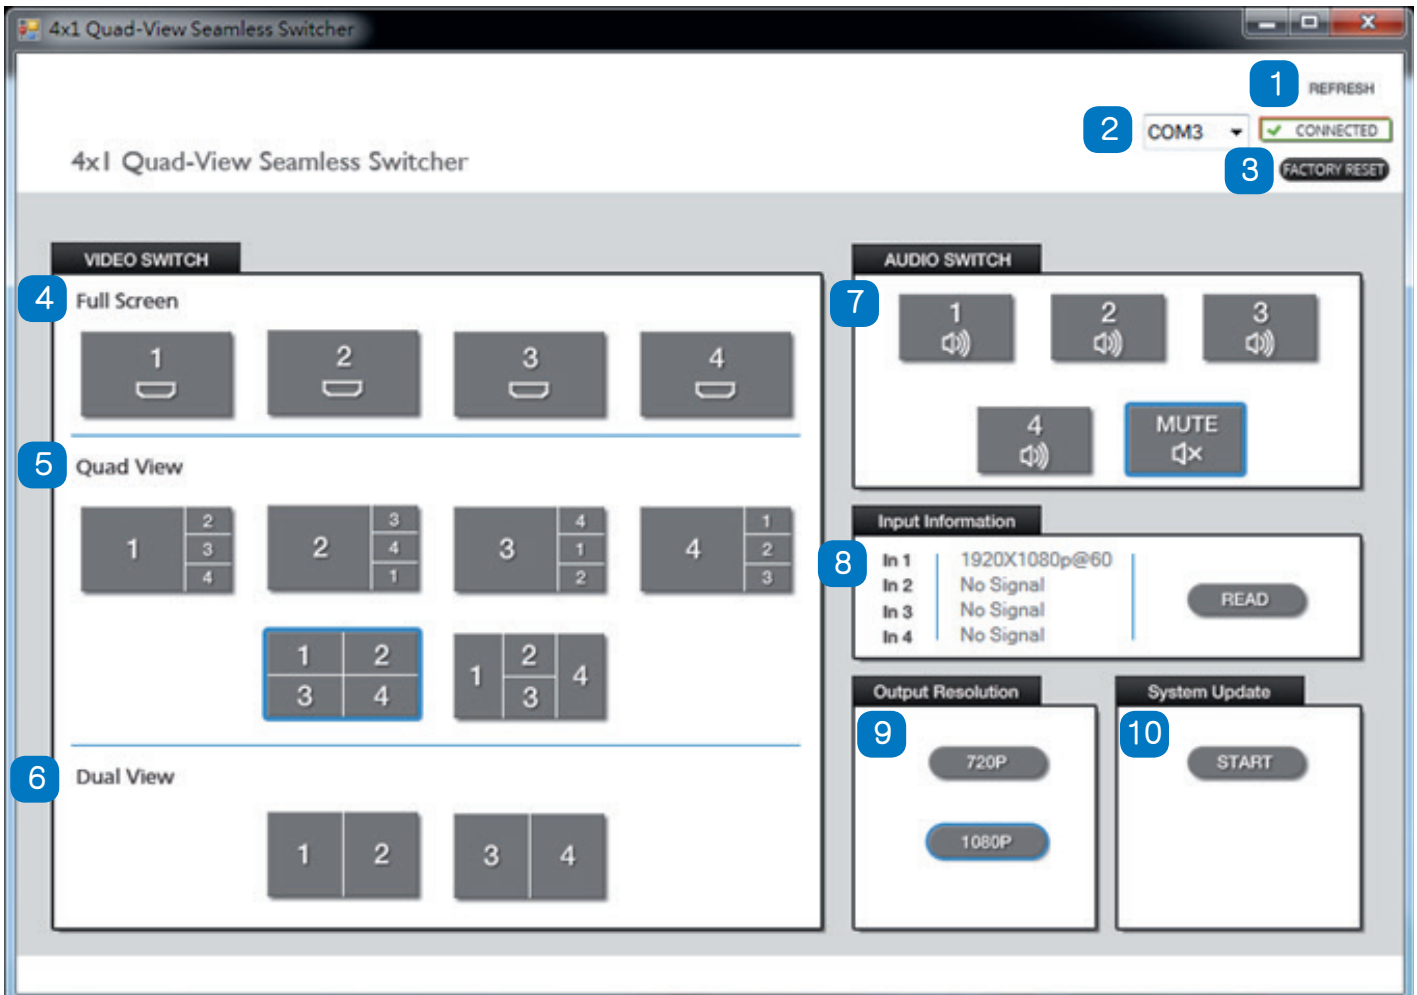 4x1 Quad-View Seamless Switcher
1 REFRESH
2 COM3 CONNECTED
4x1 Quad-View Seamless Switcher
3 FACTORY RESET
VIDEO SWITCH
4 Full Screen
1 2 3 4
5 Quad View
1 2 3 4
2 3 4 1
3 4 1 2
4 1 2 3
1 2
3 4
1 2 3 4
6 Dual View
1 2
3 4
AUDIO SWITCH
7
1 2 3
4 MUTE
Input Information
8
In 1 1920X1080p@60
In 2 No Signal
In 3 No Signal
In 4 No Signal
READ
Output Resolution
9
720P
1080P
System Update
10
START